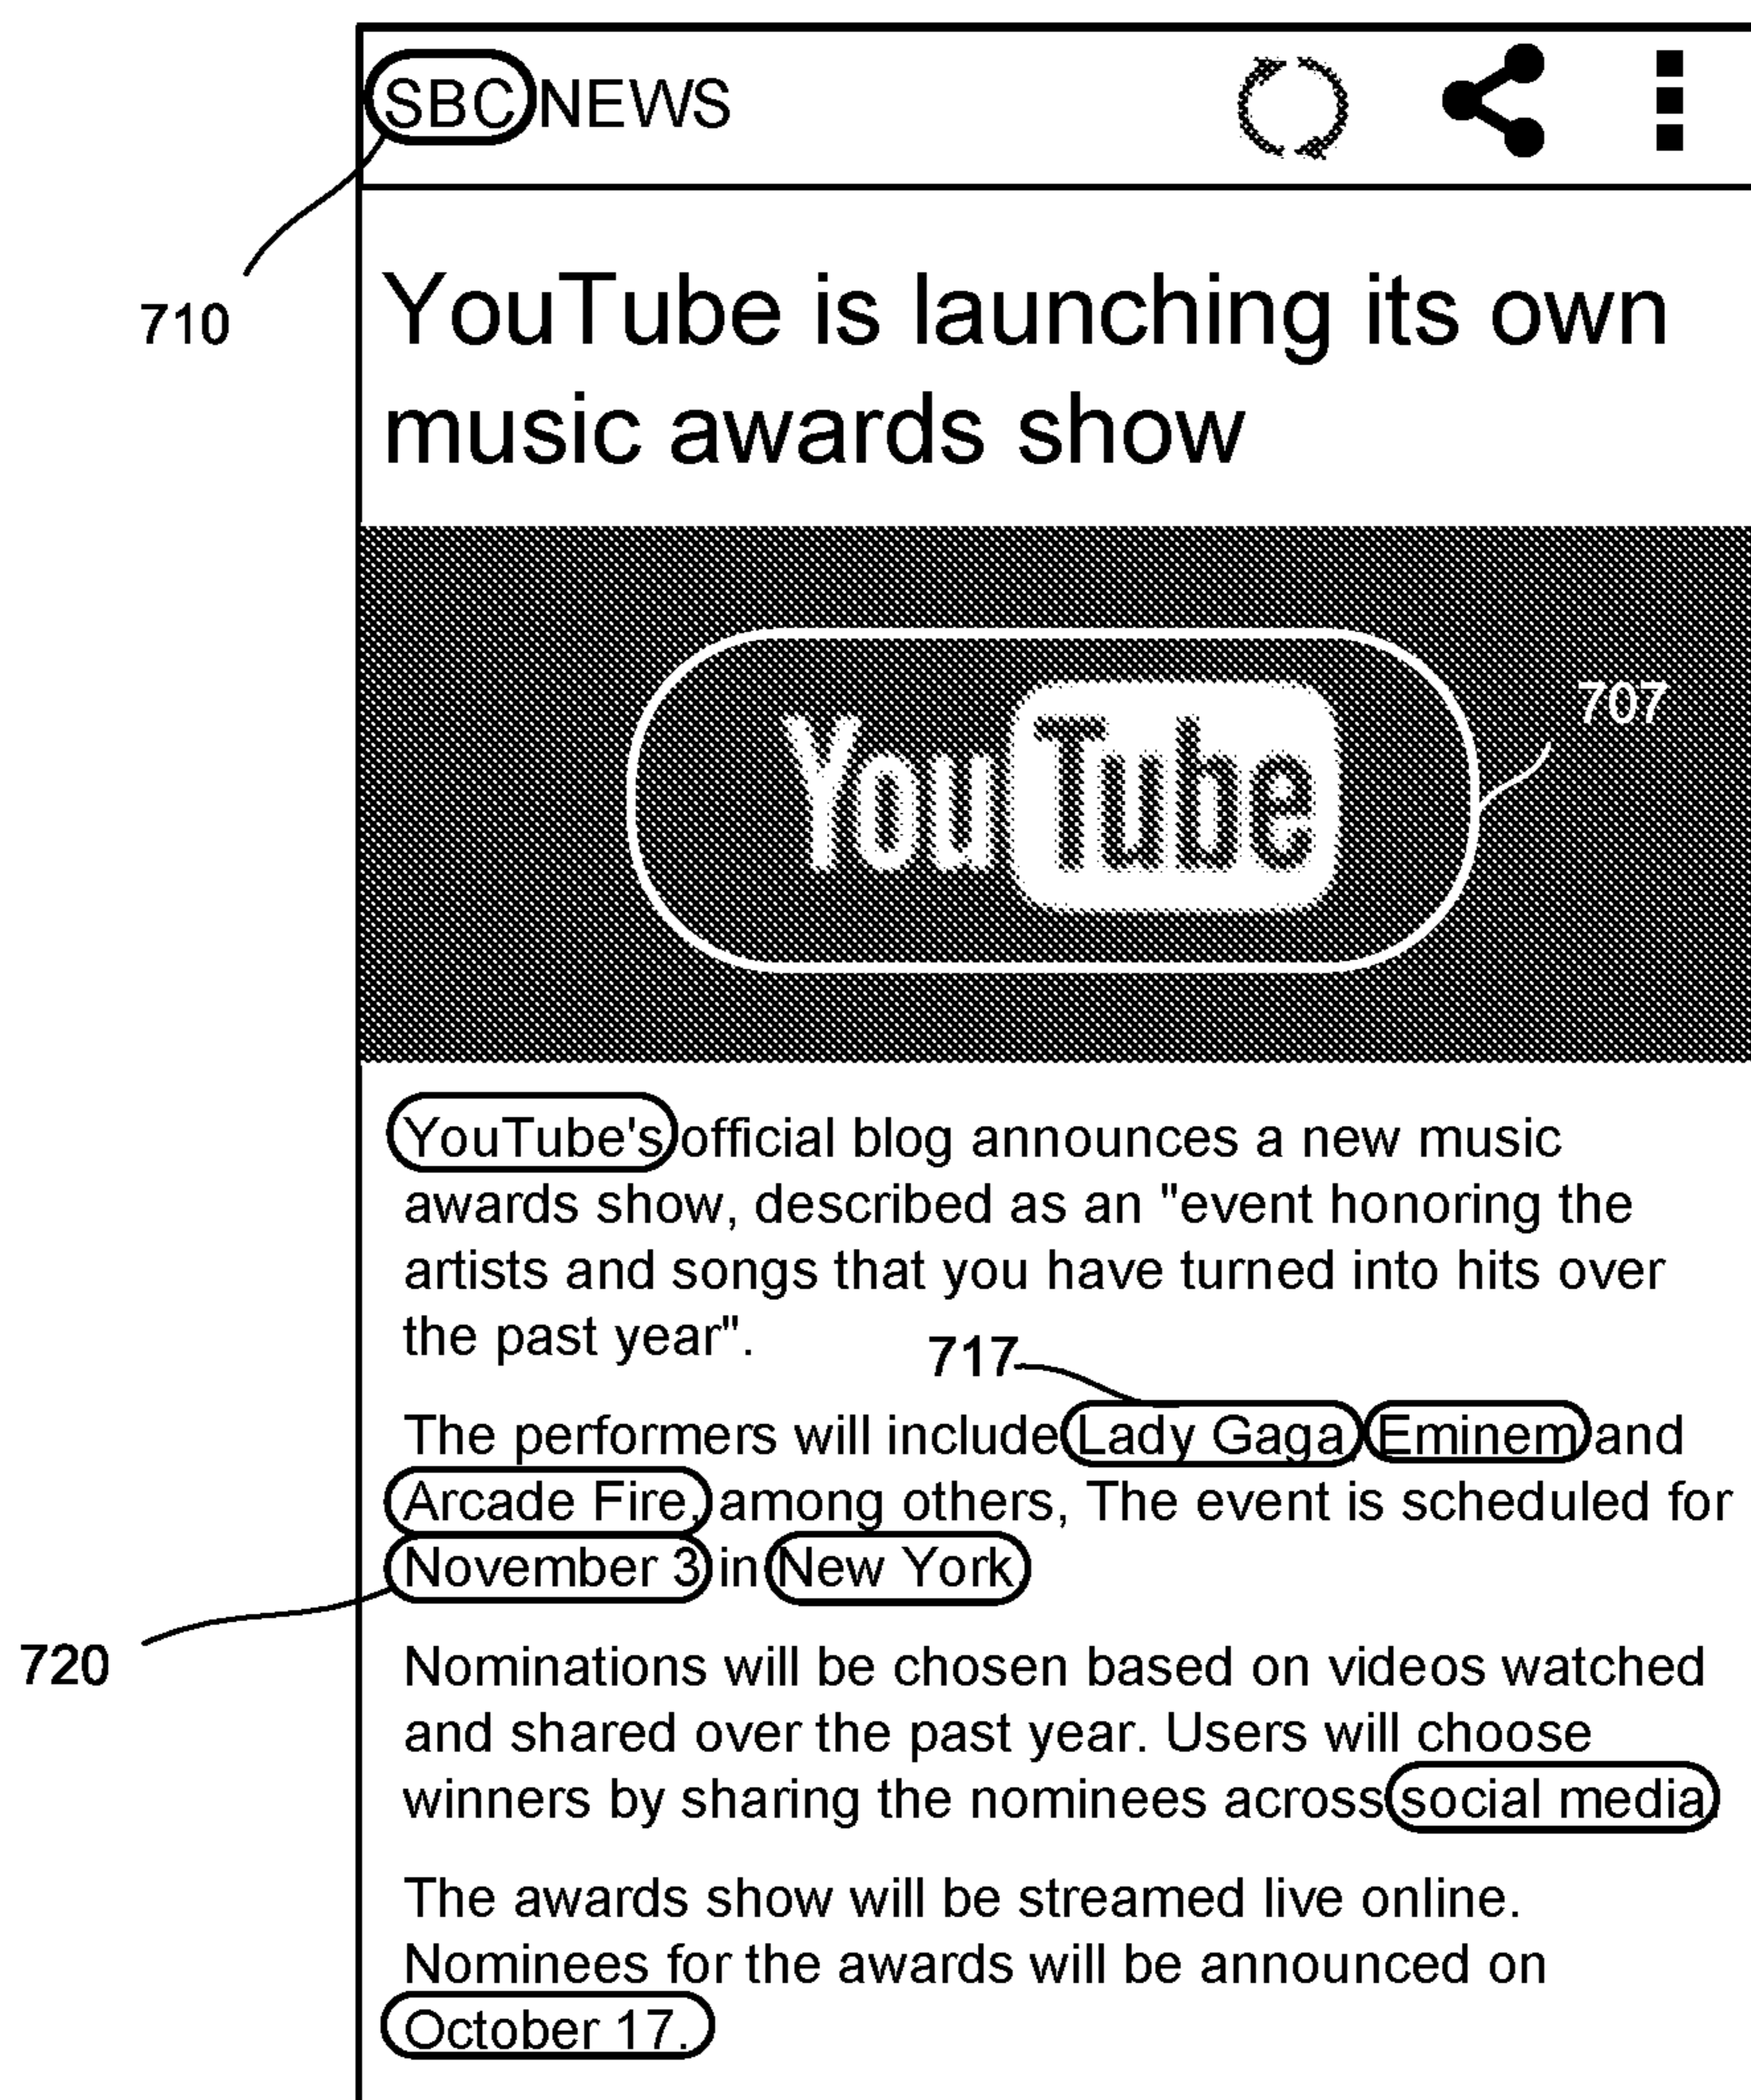 SBC NEWS
710
YouTube is launching its own
music awards show
707
YouTube
YouTube's official blog announces a new music
awards show, described as an "event honoring the
artists and songs that you have turned into hits over
the past year".
717
The performers will include Lady Gaga, Eminem and
Arcade Fire, among others, The event is scheduled for
November 3 in New York
720
Nominations will be chosen based on videos watched
and shared over the past year. Users will choose
winners by sharing the nominees across social media
The awards show will be streamed live online.
Nominees for the awards will be announced on
October 17.